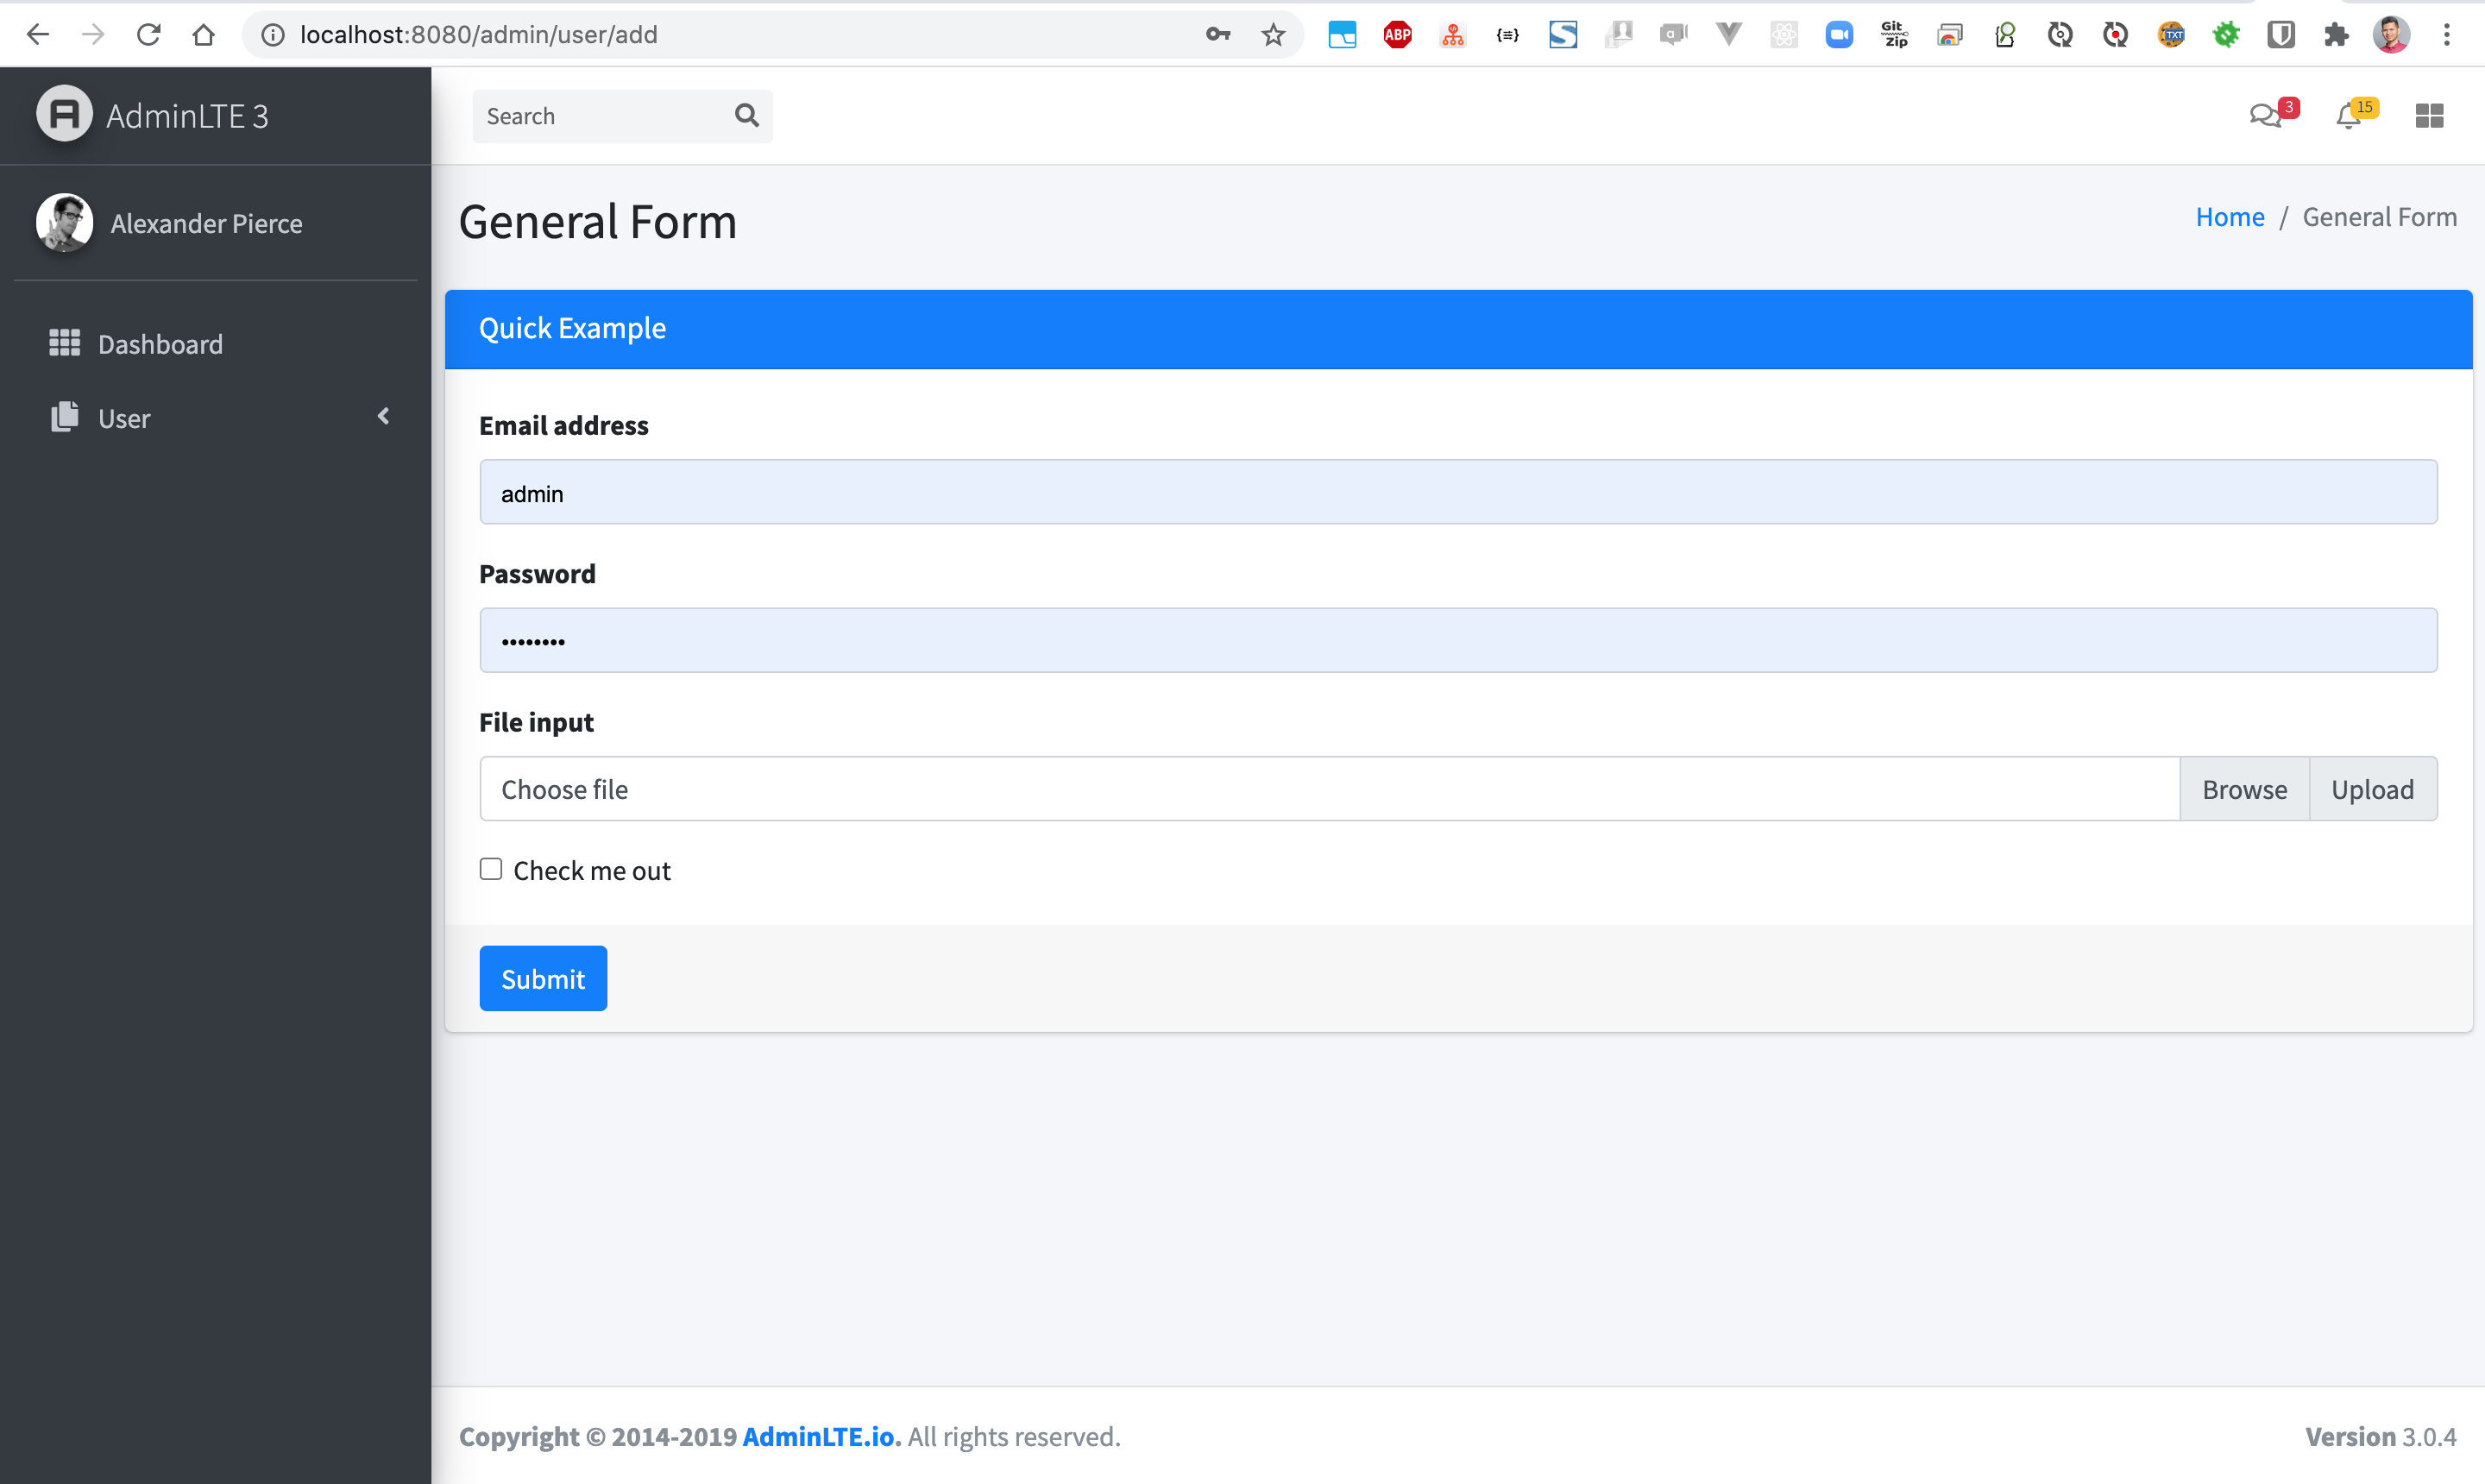 localhost:8080/admin/user/add
ABP
{≡}
a
Git
Zip
TXT
AdminLTE 3
Search
3
15
Alexander Pierce
General Form
Home / General Form
Dashboard
User
Quick Example
Email address
admin
Password
••••••••
File input
Choose file
Browse
Upload
Check me out
Submit
Copyright © 2014-2019 AdminLTE.io. All rights reserved.
Version 3.0.4